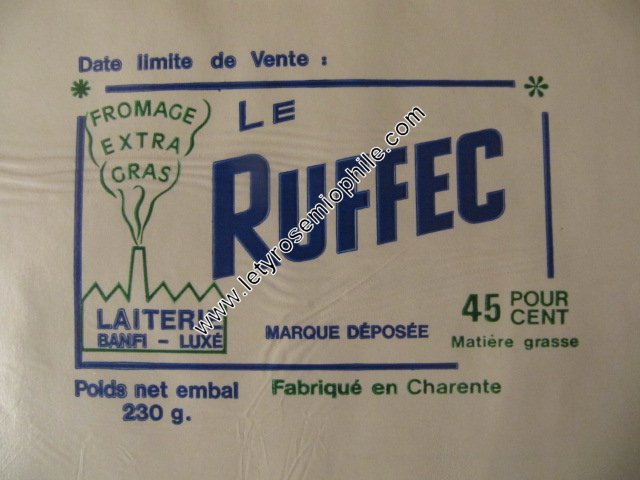 Date limite de Vente :
FROMAGE
EXTRA
GRAS
LE
RUFFEC
www.letyrosemiophile.com
LAITERIE
BANFI - LUXÉ
MARQUE DÉPOSÉE
45 POUR
CENT
Matière grasse
Poids net embal
230 g.
Fabriqué en Charente